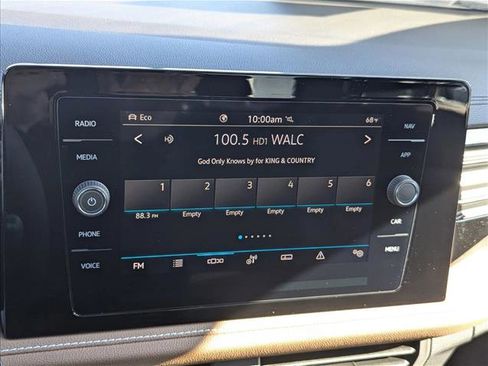 Eco 10:00am 68°F
RADIO NAV
100.5 HD1 WALC
MEDIA APP
God Only Knows by for KING & COUNTRY
1 2 3 4 5 6
88.3 FM Empty Empty Empty Empty Empty
CAR
PHONE
MENU
VOICE FM